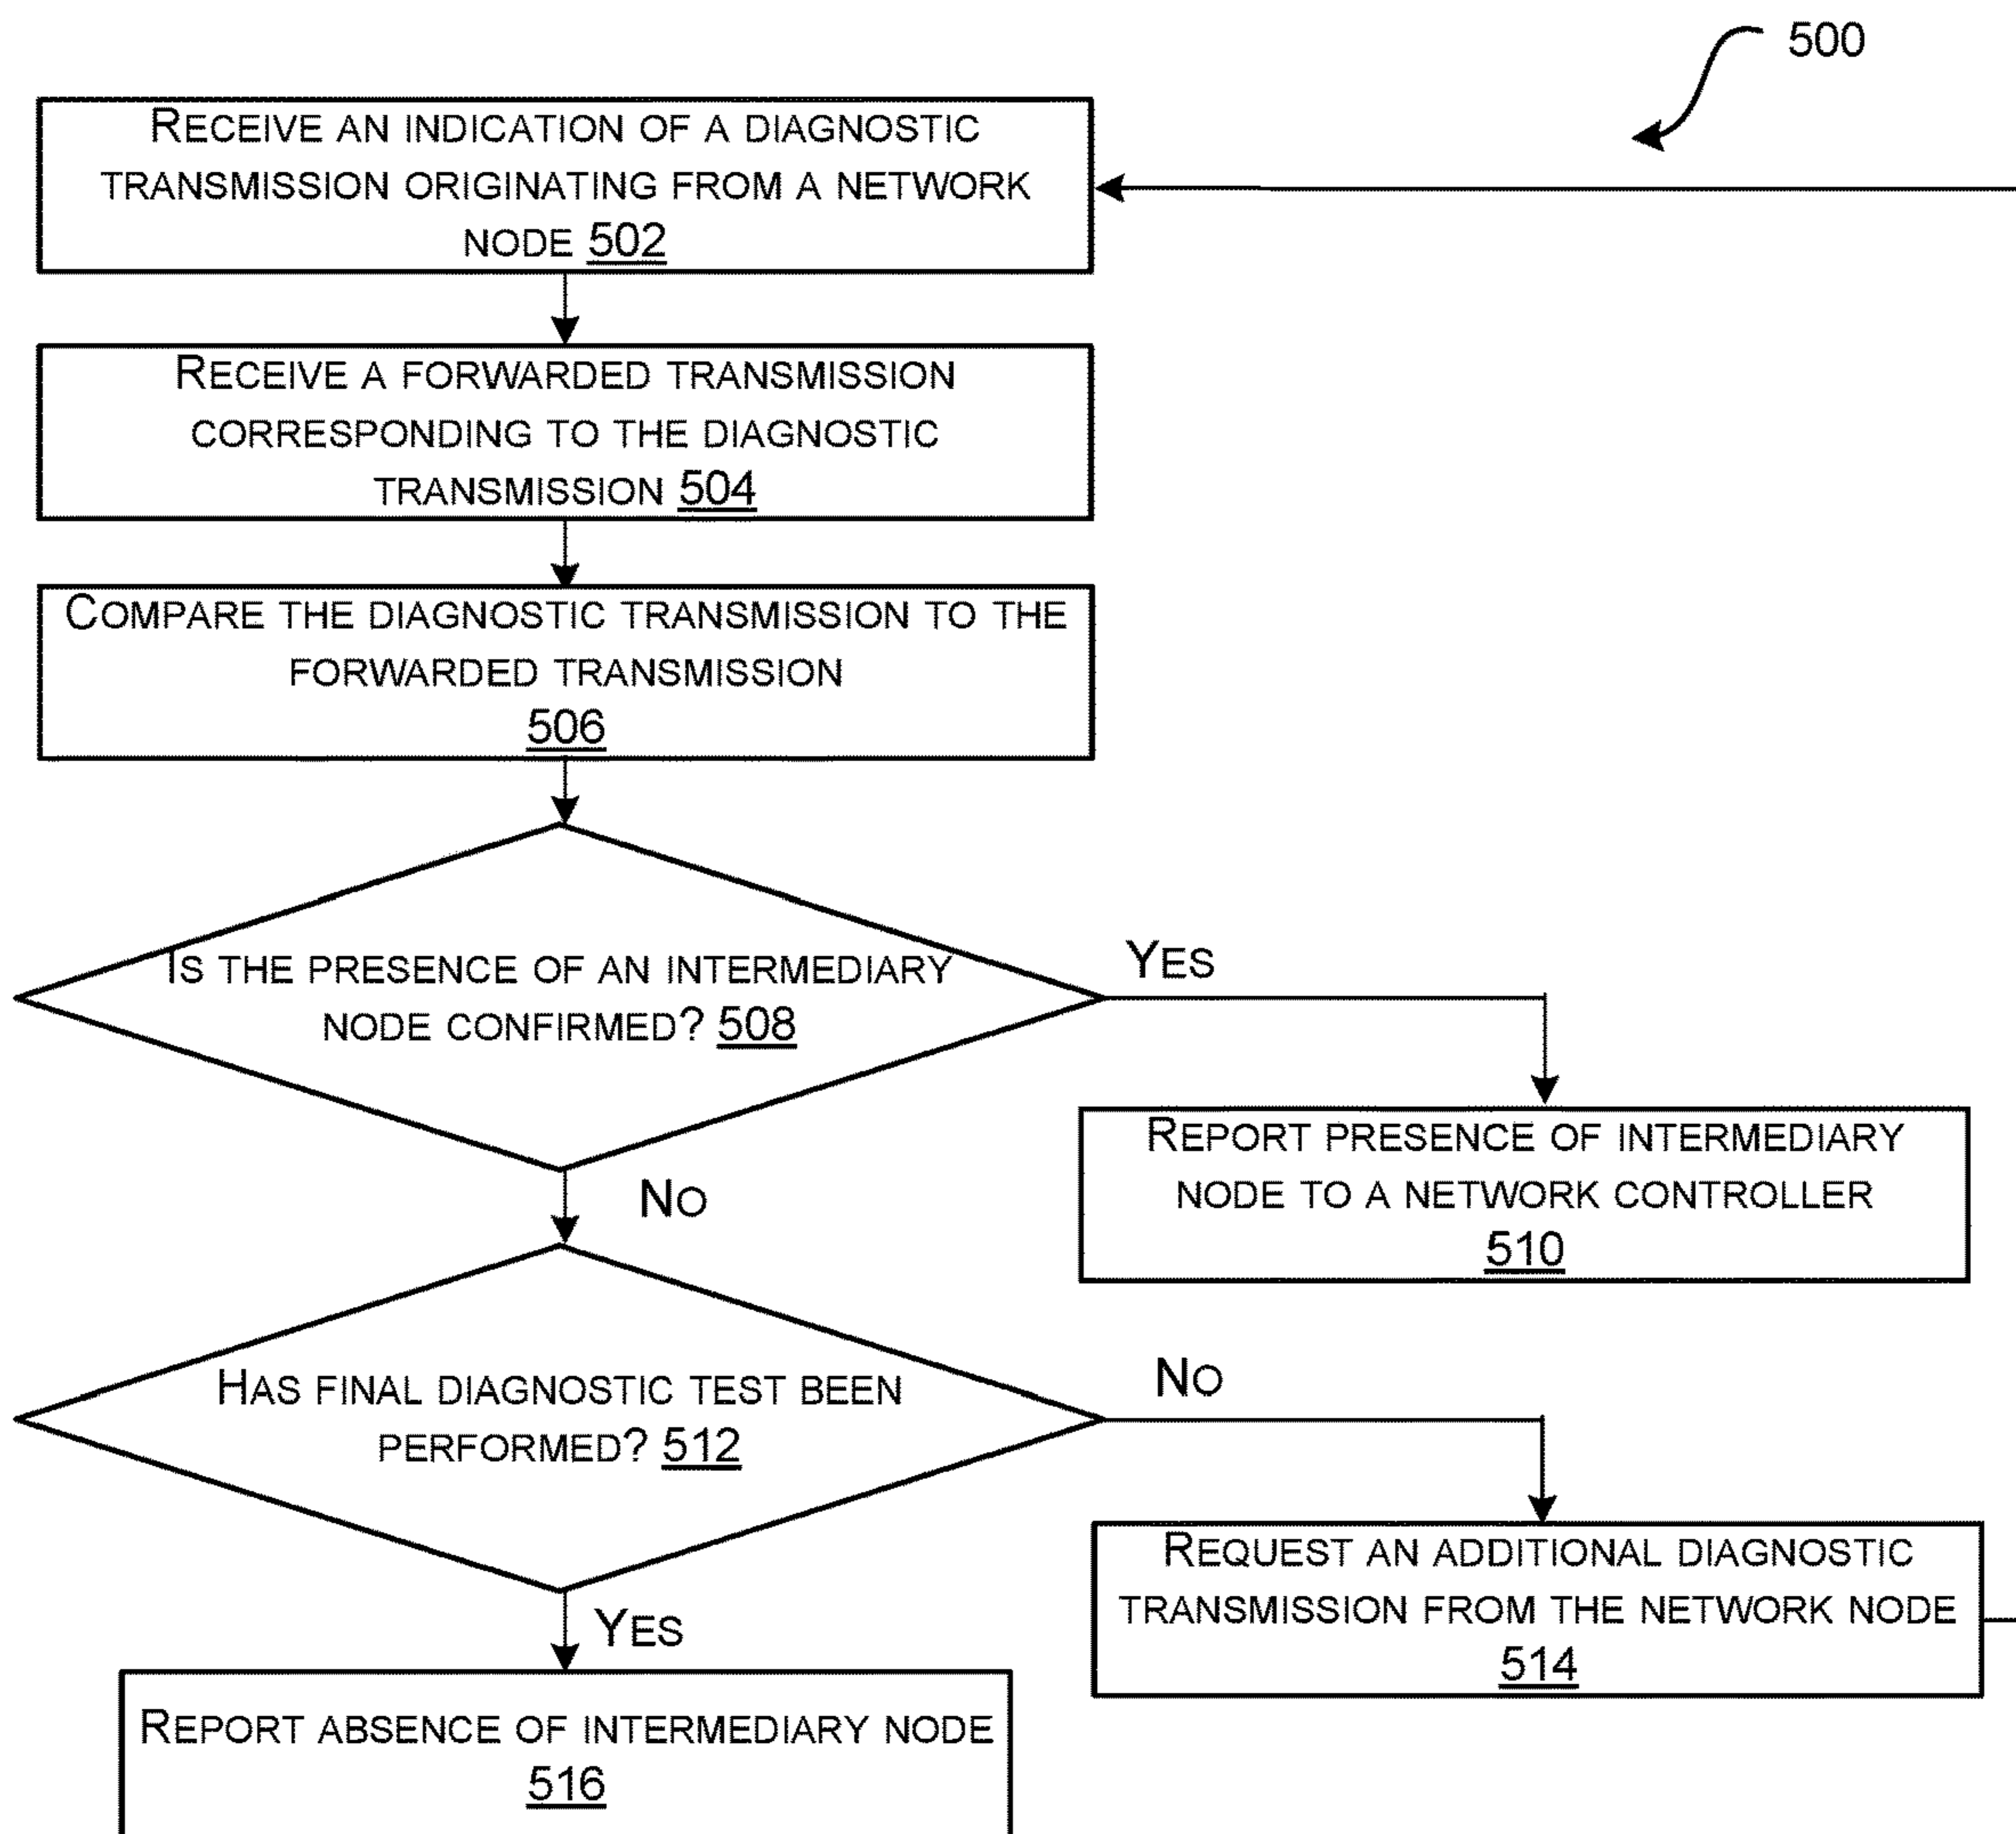 500
RECEIVE AN INDICATION OF A DIAGNOSTIC
TRANSMISSION ORIGINATING FROM A NETWORK
NODE 502
RECEIVE A FORWARDED TRANSMISSION
CORRESPONDING TO THE DIAGNOSTIC
TRANSMISSION 504
COMPARE THE DIAGNOSTIC TRANSMISSION TO THE
FORWARDED TRANSMISSION
506
IS THE PRESENCE OF AN INTERMEDIARY
NODE CONFIRMED? 508
YES
REPORT PRESENCE OF INTERMEDIARY
NODE TO A NETWORK CONTROLLER
510
NO
HAS FINAL DIAGNOSTIC TEST BEEN
PERFORMED? 512
NO
REQUEST AN ADDITIONAL DIAGNOSTIC
TRANSMISSION FROM THE NETWORK NODE
514
YES
REPORT ABSENCE OF INTERMEDIARY NODE
516